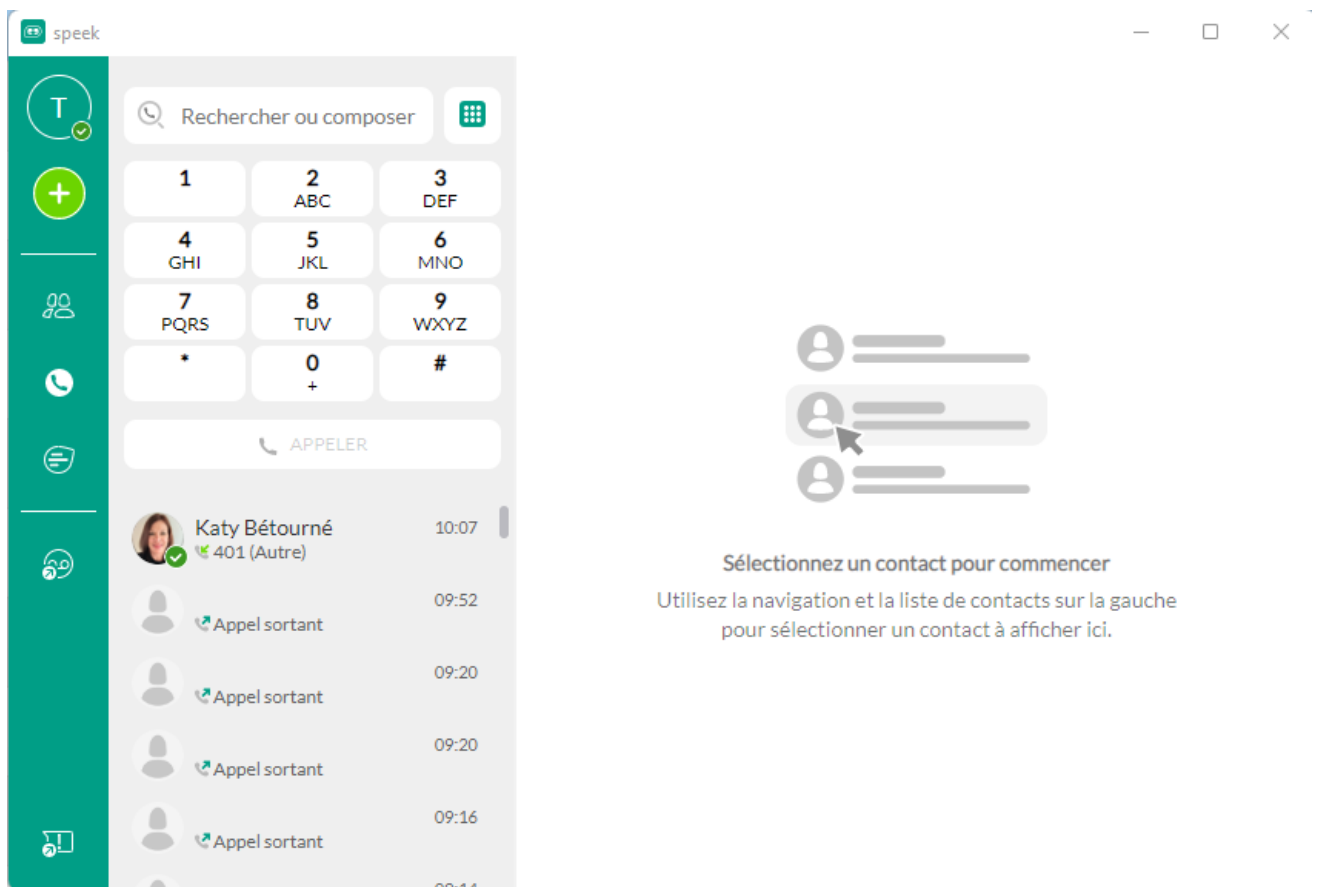 speek
T
Rechercher ou composer
1
2
ABC
3
DEF
4
GHI
5
JKL
6
MNO
7
PQRS
8
TUV
9
WXYZ
*
0
+
#
APPELER
Katy Bétourné
10:07
401 (Autre)
09:52
Appel sortant
09:20
Appel sortant
09:20
Appel sortant
09:16
Appel sortant
Sélectionnez un contact pour commencer
Utilisez la navigation et la liste de contacts sur la gauche
pour sélectionner un contact à afficher ici.